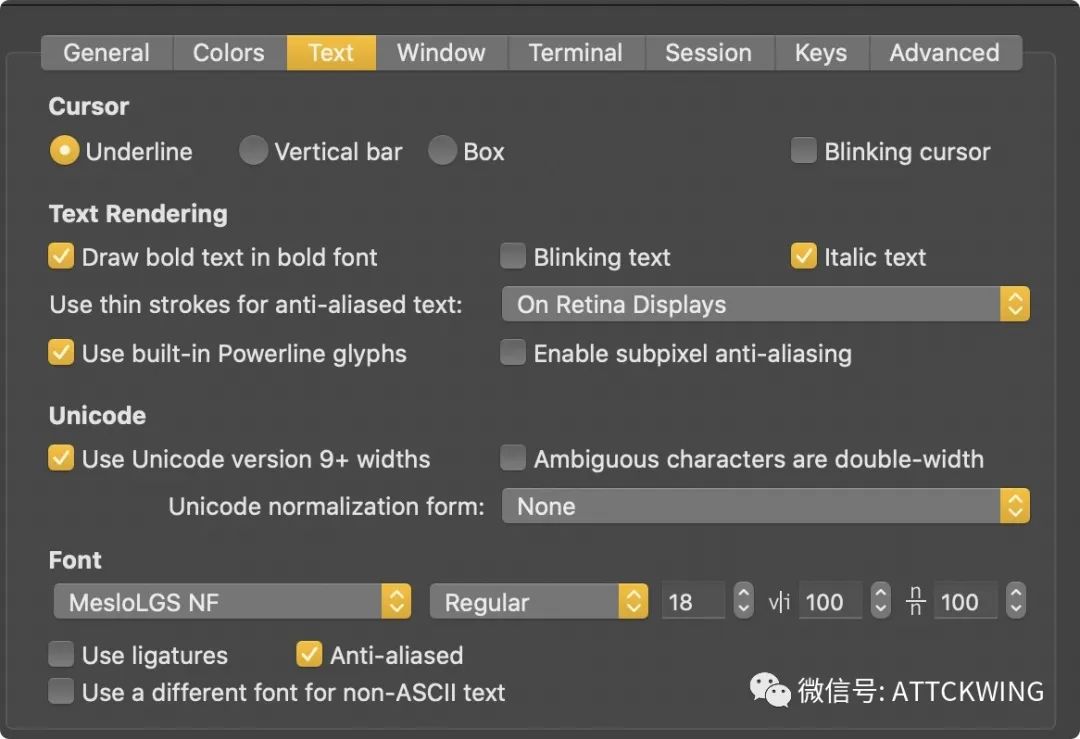 General Colors Text Window Terminal Session Keys Advanced
Cursor
Underline Vertical bar Box Blinking cursor
Text Rendering
Draw bold text in bold font Blinking text Italic text
Use thin strokes for anti-aliased text: On Retina Displays
Use built-in Powerline glyphs Enable subpixel anti-aliasing
Unicode
Use Unicode version 9+ widths Ambiguous characters are double-width
Unicode normalization form: None
Font
MesloLGS NF Regular 18 v|i 100 n/n 100
Use ligatures Anti-aliased
Use a different font for non-ASCII text
微信号: ATTCKWING